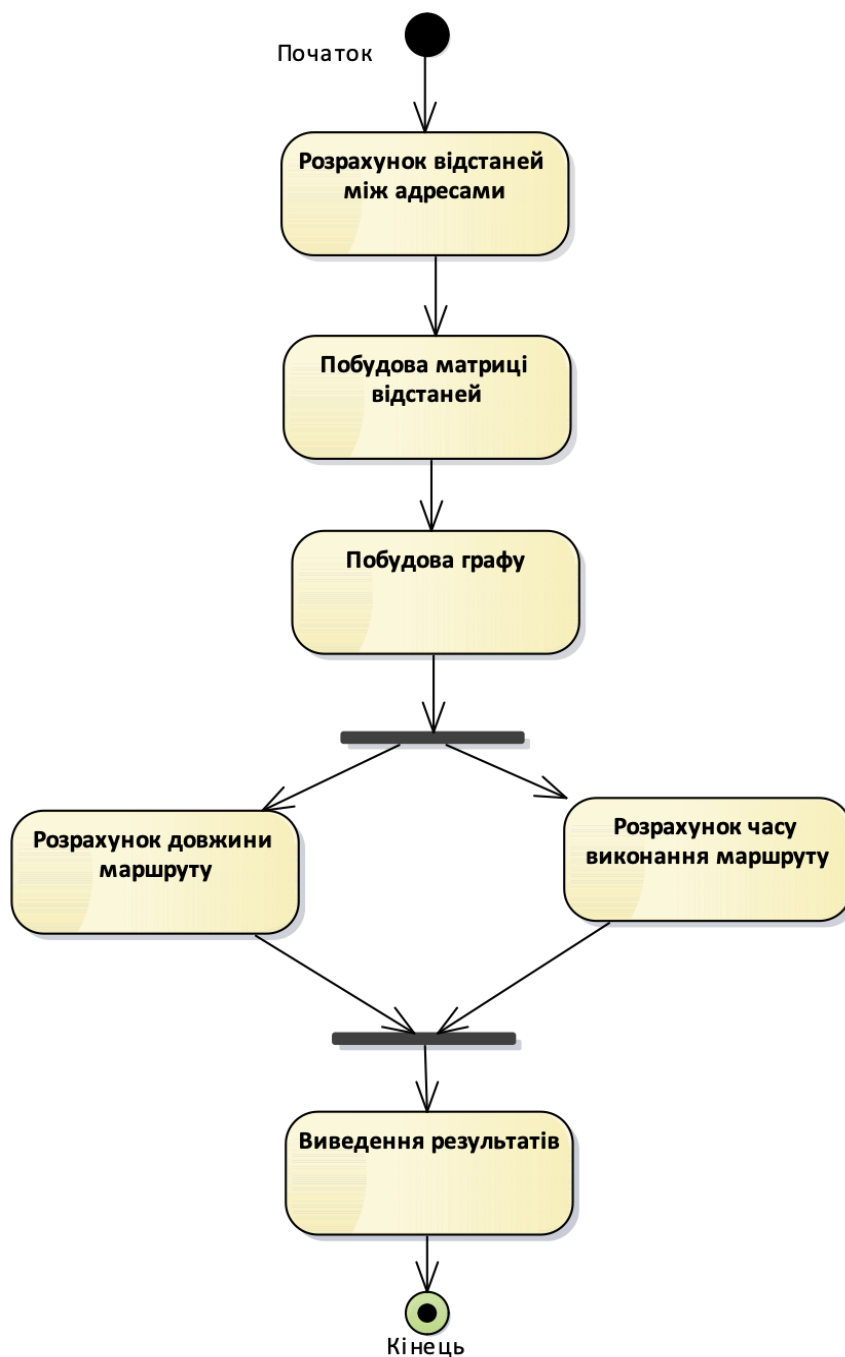 Початок
Розрахунок відстаней
між адресами
Побудова матриці
відстаней
Побудова графу
Розрахунок довжини
маршруту
Розрахунок часу
виконання маршруту
Виведення результатів
Кінець